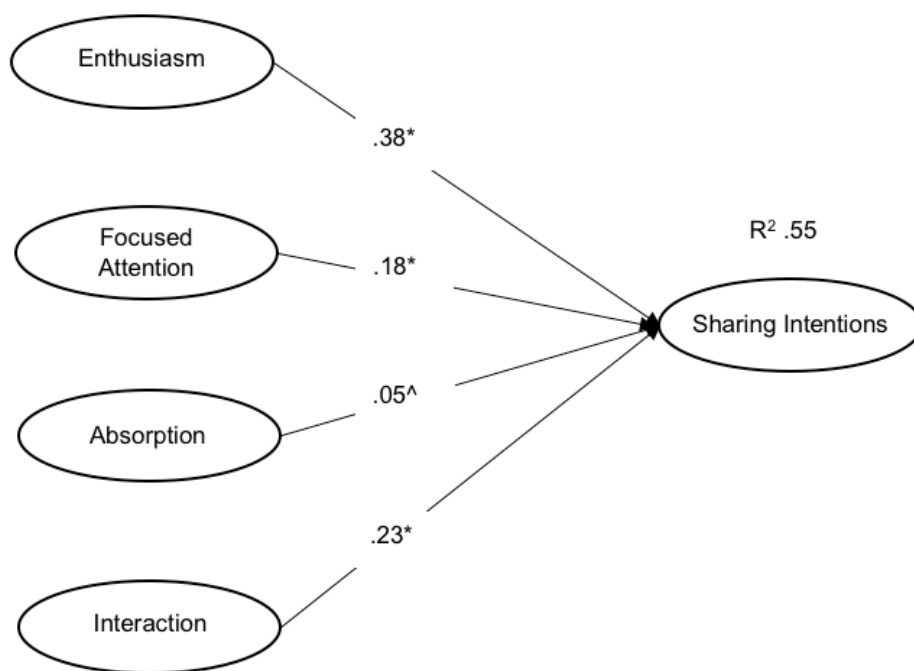 Enthusiasm
.38*
Focused
Attention
.18*
R² .55
Sharing Intentions
Absorption
.05^
.23*
Interaction